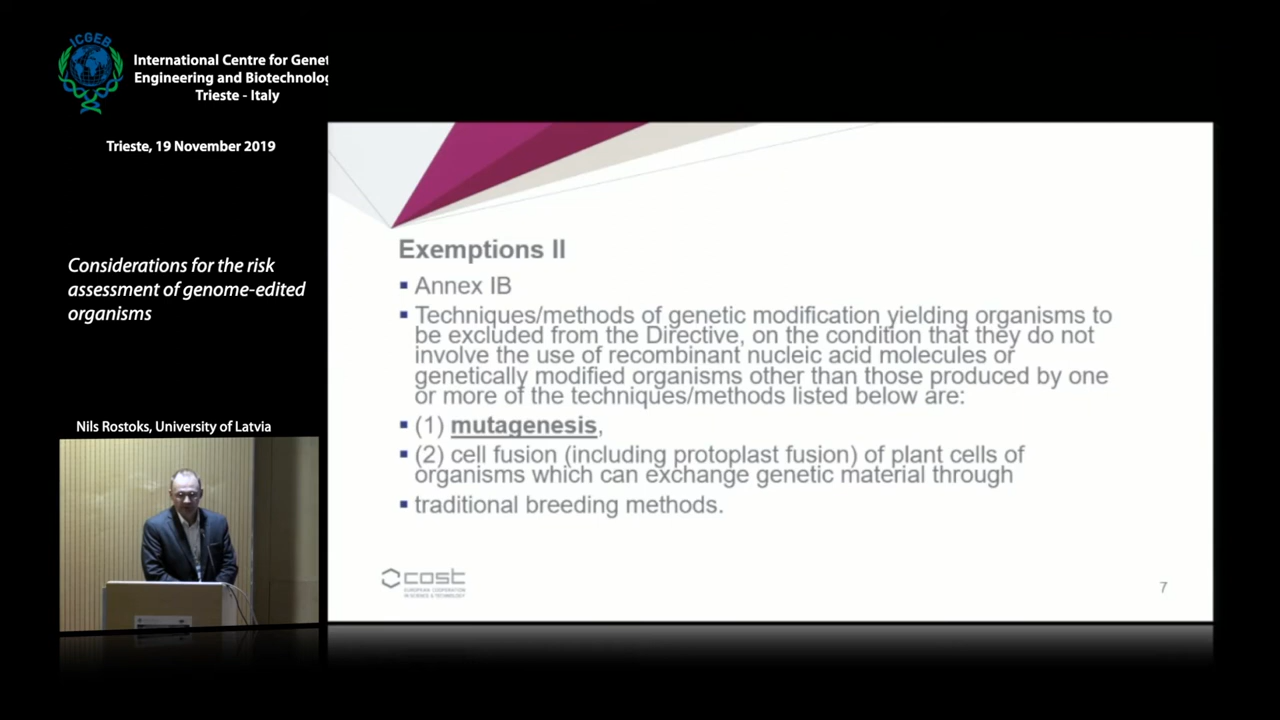 ICGEB
International Centre for Genet
Engineering and Biotechnolog
Trieste - Italy
Trieste, 19 November 2019
Considerations for the risk
assessment of genome-edited
organisms
Nils Rostoks, University of Latvia
Exemptions II
▪ Annex IB
▪ Techniques/methods of genetic modification yielding organisms to
be excluded from the Directive, on the condition that they do not
involve the use of recombinant nucleic acid molecules or
genetically modified organisms other than those produced by one
or more of the techniques/methods listed below are:
▪ (1) mutagenesis,
▪ (2) cell fusion (including protoplast fusion) of plant cells of
organisms which can exchange genetic material through
▪ traditional breeding methods.
cost
EUROPEAN COOPERATION
IN SCIENCE & TECHNOLOGY
7